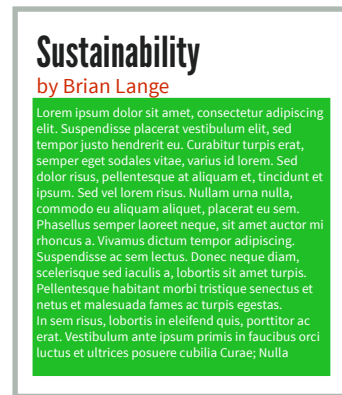 Sustainability
by Brian Lange
Lorem ipsum dolor sit amet, consectetur adipiscing
elit. Suspendisse placerat vestibulum elit, sed
tempor justo hendrerit eu. Curabitur turpis erat,
semper eget sodales vitae, varius id lorem. Sed
dolor risus, pellentesque at aliquam et, tincidunt et
ipsum. Sed vel lorem risus. Nullam urna nulla,
commodo eu aliquam aliquet, placerat eu sem.
Phasellus semper laoreet neque, sit amet auctor mi
rhoncus a. Vivamus dictum tempor adipiscing.
Suspendisse ac sem lectus. Donec neque diam,
scelerisque sed iaculis a, lobortis sit amet turpis.
Pellentesque habitant morbi tristique senectus et
netus et malesuada fames ac turpis egestas.
In sem risus, lobortis in eleifend quis, porttitor ac
erat. Vestibulum ante ipsum primis in faucibus orci
luctus et ultrices posuere cubilia Curae; Nulla